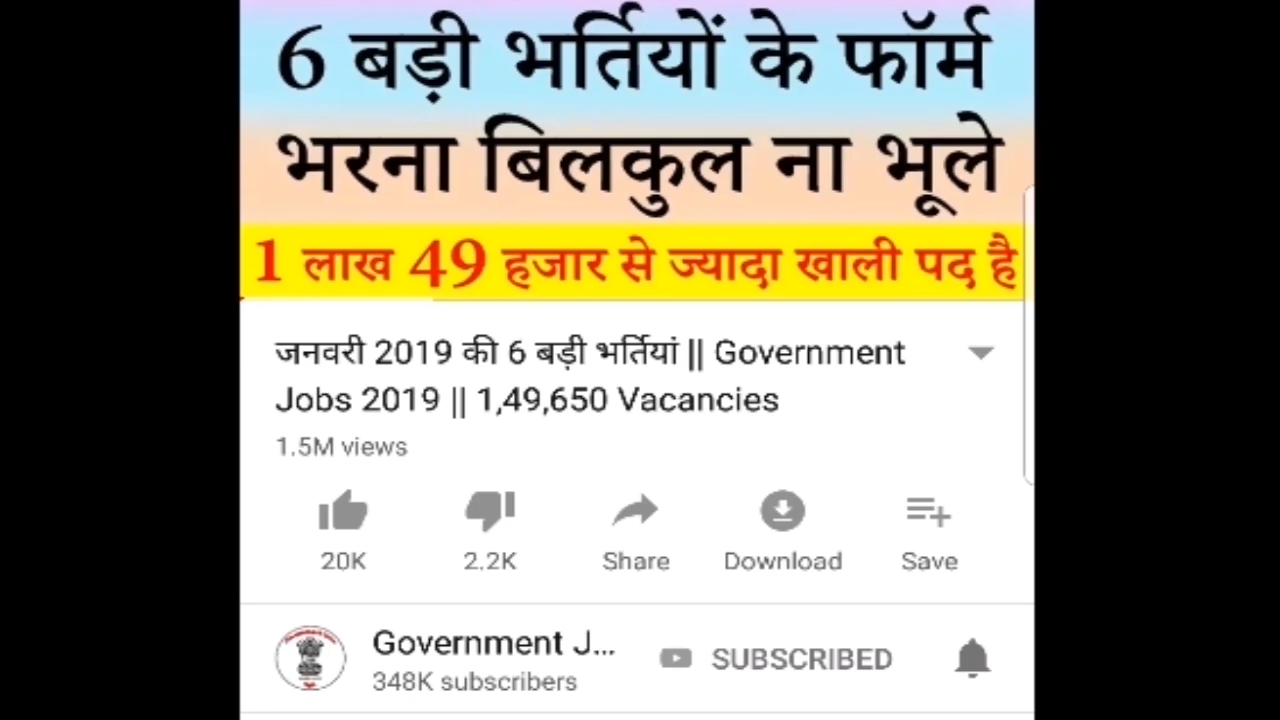 6 बड़ी भर्तियों के फॉर्म
भरना बिलकुल ना भूले
1 लाख 49 हजार से ज्यादा खाली पद है
जनवरी 2019 की 6 बड़ी भर्तियां || Government
Jobs 2019 || 1,49,650 Vacancies
1.5M views
20K 2.2K Share Download Save
Government J...
SUBSCRIBED
348K subscribers